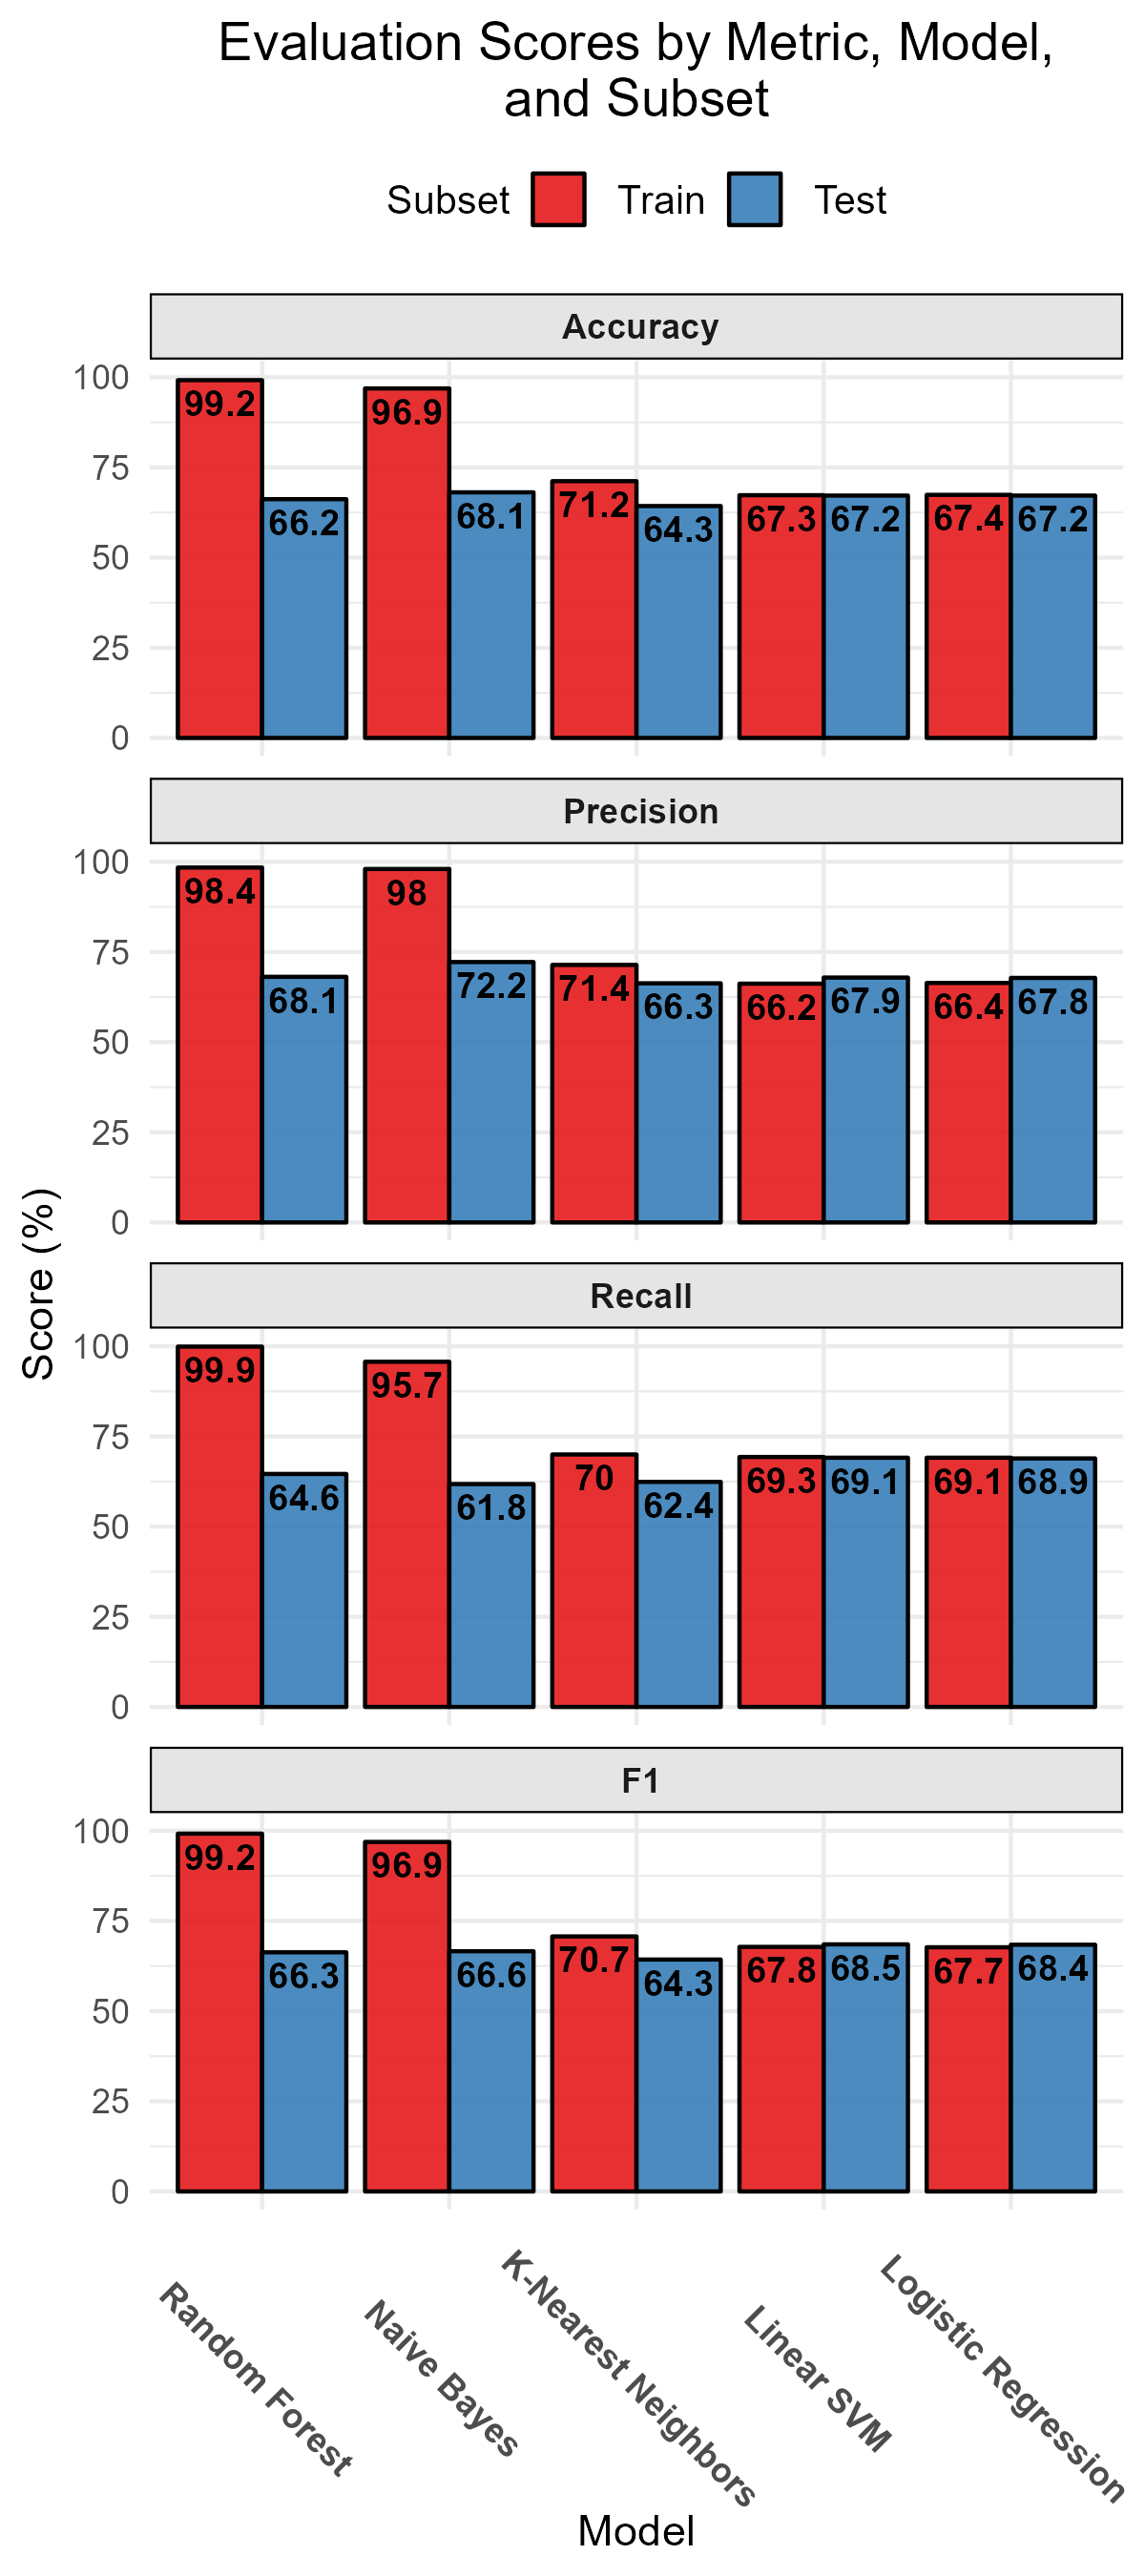 Evaluation Scores by Metric, Model,
and Subset
Subset Train Test
Accuracy
100
75
50
25
0
99.2 66.2 96.9 68.1 71.2 64.3 67.3 67.2 67.4 67.2
Precision
100
75
50
25
0
98.4 68.1 98 72.2 71.4 66.3 66.2 67.9 66.4 67.8
Recall
100
75
50
25
0
99.9 64.6 95.7 61.8 70 62.4 69.3 69.1 69.1 68.9
F1
100
75
50
25
0
99.2 66.3 96.9 66.6 70.7 64.3 67.8 68.5 67.7 68.4
Score (%)
Random Forest
Naive Bayes
K-Nearest Neighbors
Linear SVM
Logistic Regression
Model